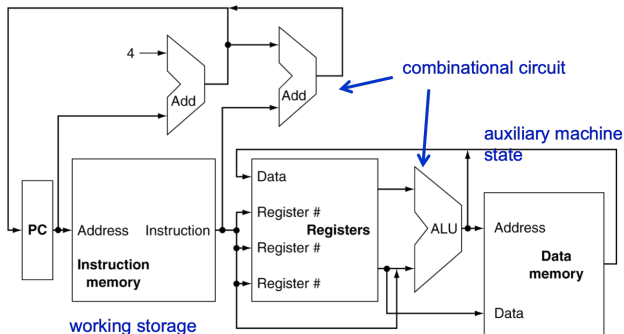 4
Add
Add
combinational circuit
auxiliary machine
state
Data
PC
Address
Instruction
Register #
Registers
Register #
Register #
ALU
Address
Instruction
memory
Data
memory
Data
working storage